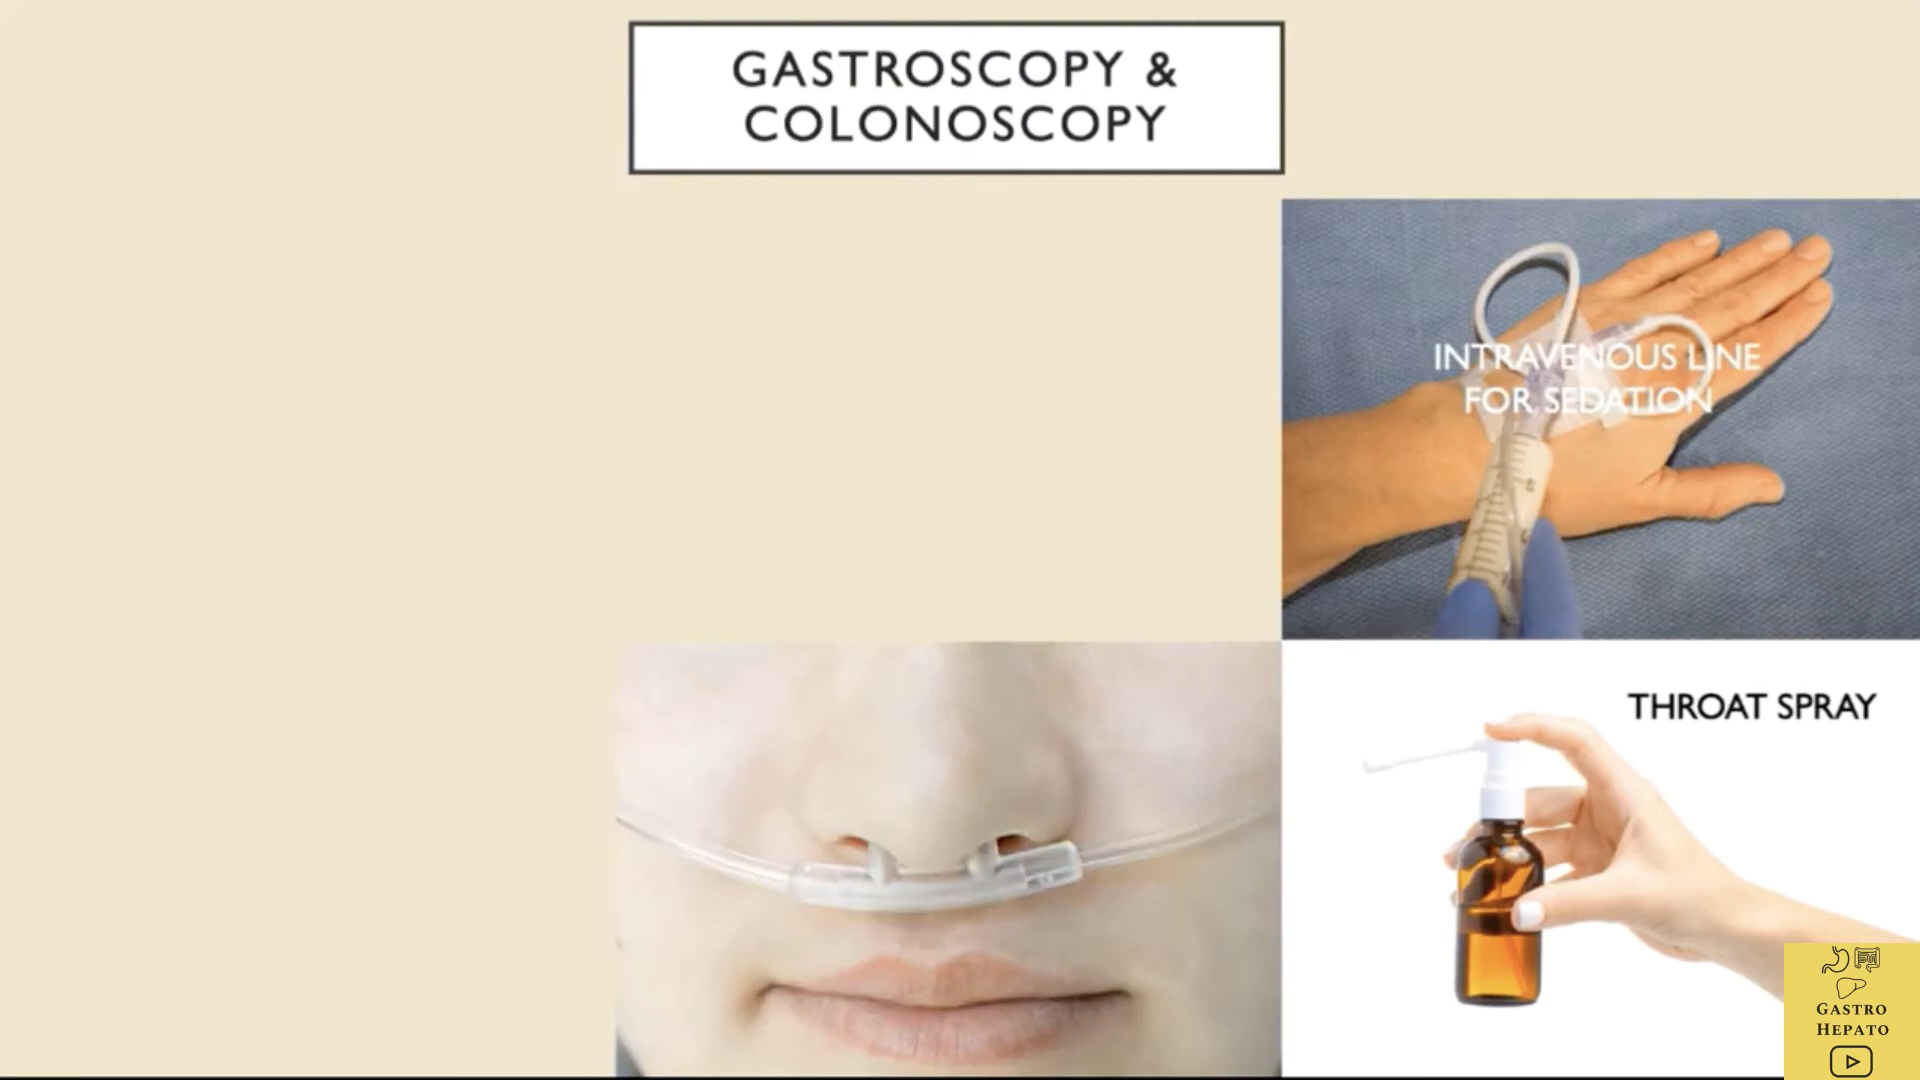 GASTROSCOPY &
COLONOSCOPY
INTRAVENOUS LINE
FOR SEDATION
THROAT SPRAY
GASTRO
HEPATO